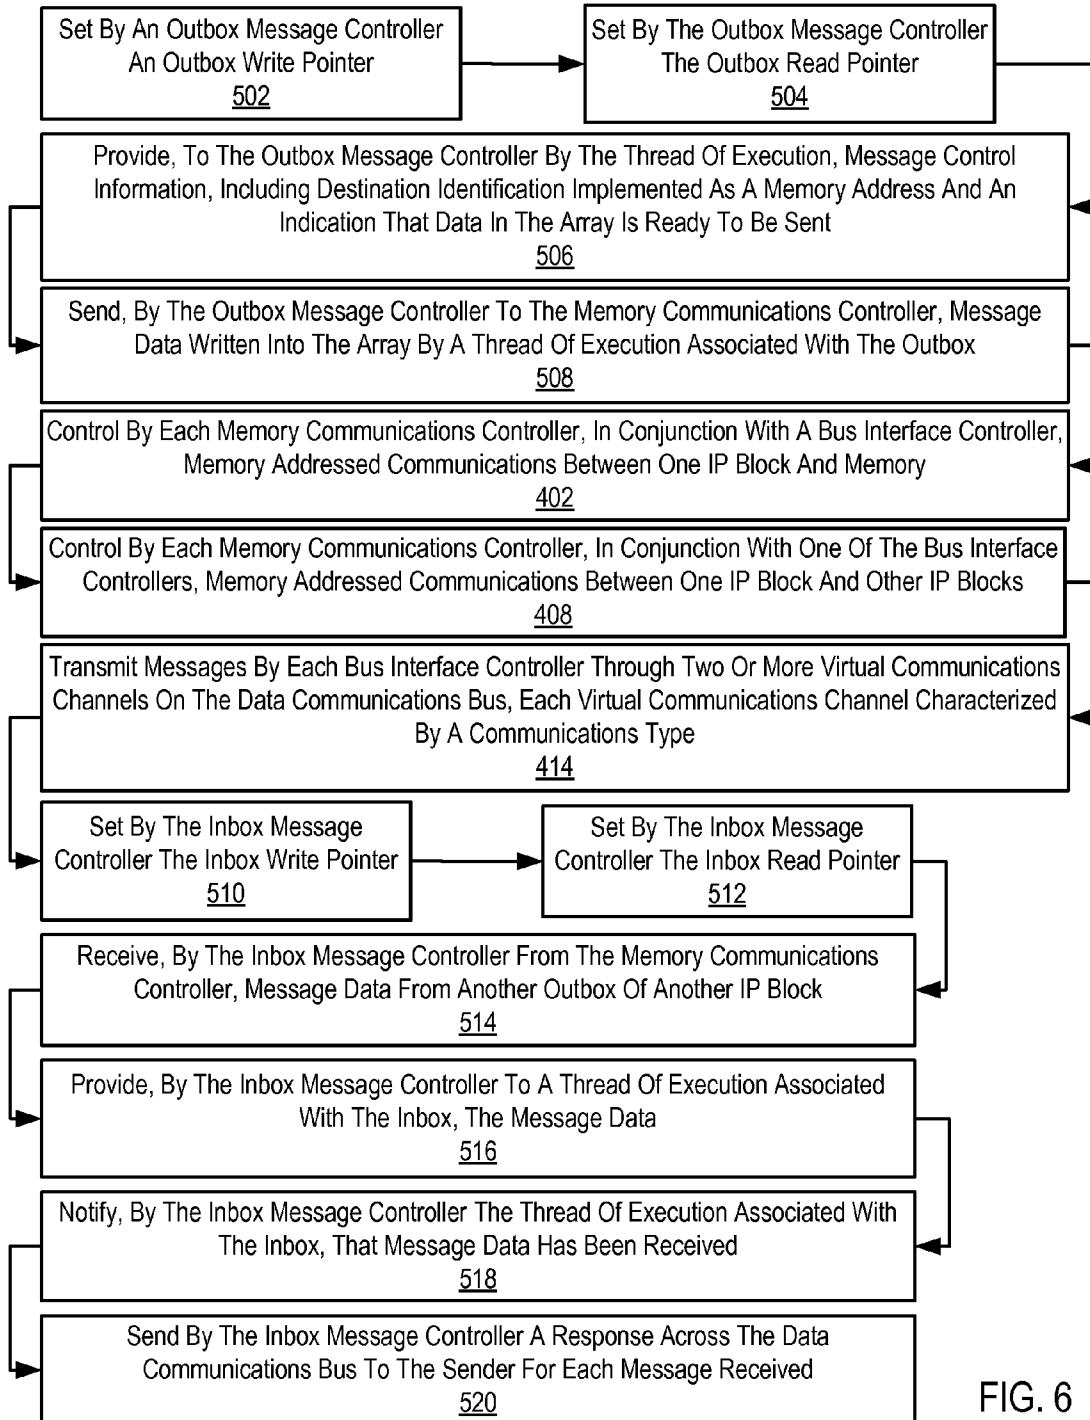 Set By An Outbox Message Controller
An Outbox Write Pointer
502
Set By The Outbox Message Controller
The Outbox Read Pointer
504
Provide, To The Outbox Message Controller By The Thread Of Execution, Message Control
Information, Including Destination Identification Implemented As A Memory Address And An
Indication That Data In The Array Is Ready To Be Sent
506
Send, By The Outbox Message Controller To The Memory Communications Controller, Message
Data Written Into The Array By A Thread Of Execution Associated With The Outbox
508
Control By Each Memory Communications Controller, In Conjunction With A Bus Interface Controller,
Memory Addressed Communications Between One IP Block And Memory
402
Control By Each Memory Communications Controller, In Conjunction With One Of The Bus Interface
Controllers, Memory Addressed Communications Between One IP Block And Other IP Blocks
408
Transmit Messages By Each Bus Interface Controller Through Two Or More Virtual Communications
Channels On The Data Communications Bus, Each Virtual Communications Channel Characterized
By A Communications Type
414
Set By The Inbox Message
Controller The Inbox Write Pointer
510
Set By The Inbox Message
Controller The Inbox Read Pointer
512
Receive, By The Inbox Message Controller From The Memory Communications
Controller, Message Data From Another Outbox Of Another IP Block
514
Provide, By The Inbox Message Controller To A Thread Of Execution Associated
With The Inbox, The Message Data
516
Notify, By The Inbox Message Controller The Thread Of Execution Associated With
The Inbox, That Message Data Has Been Received
518
Send By The Inbox Message Controller A Response Across The Data
Communications Bus To The Sender For Each Message Received
520
FIG. 6